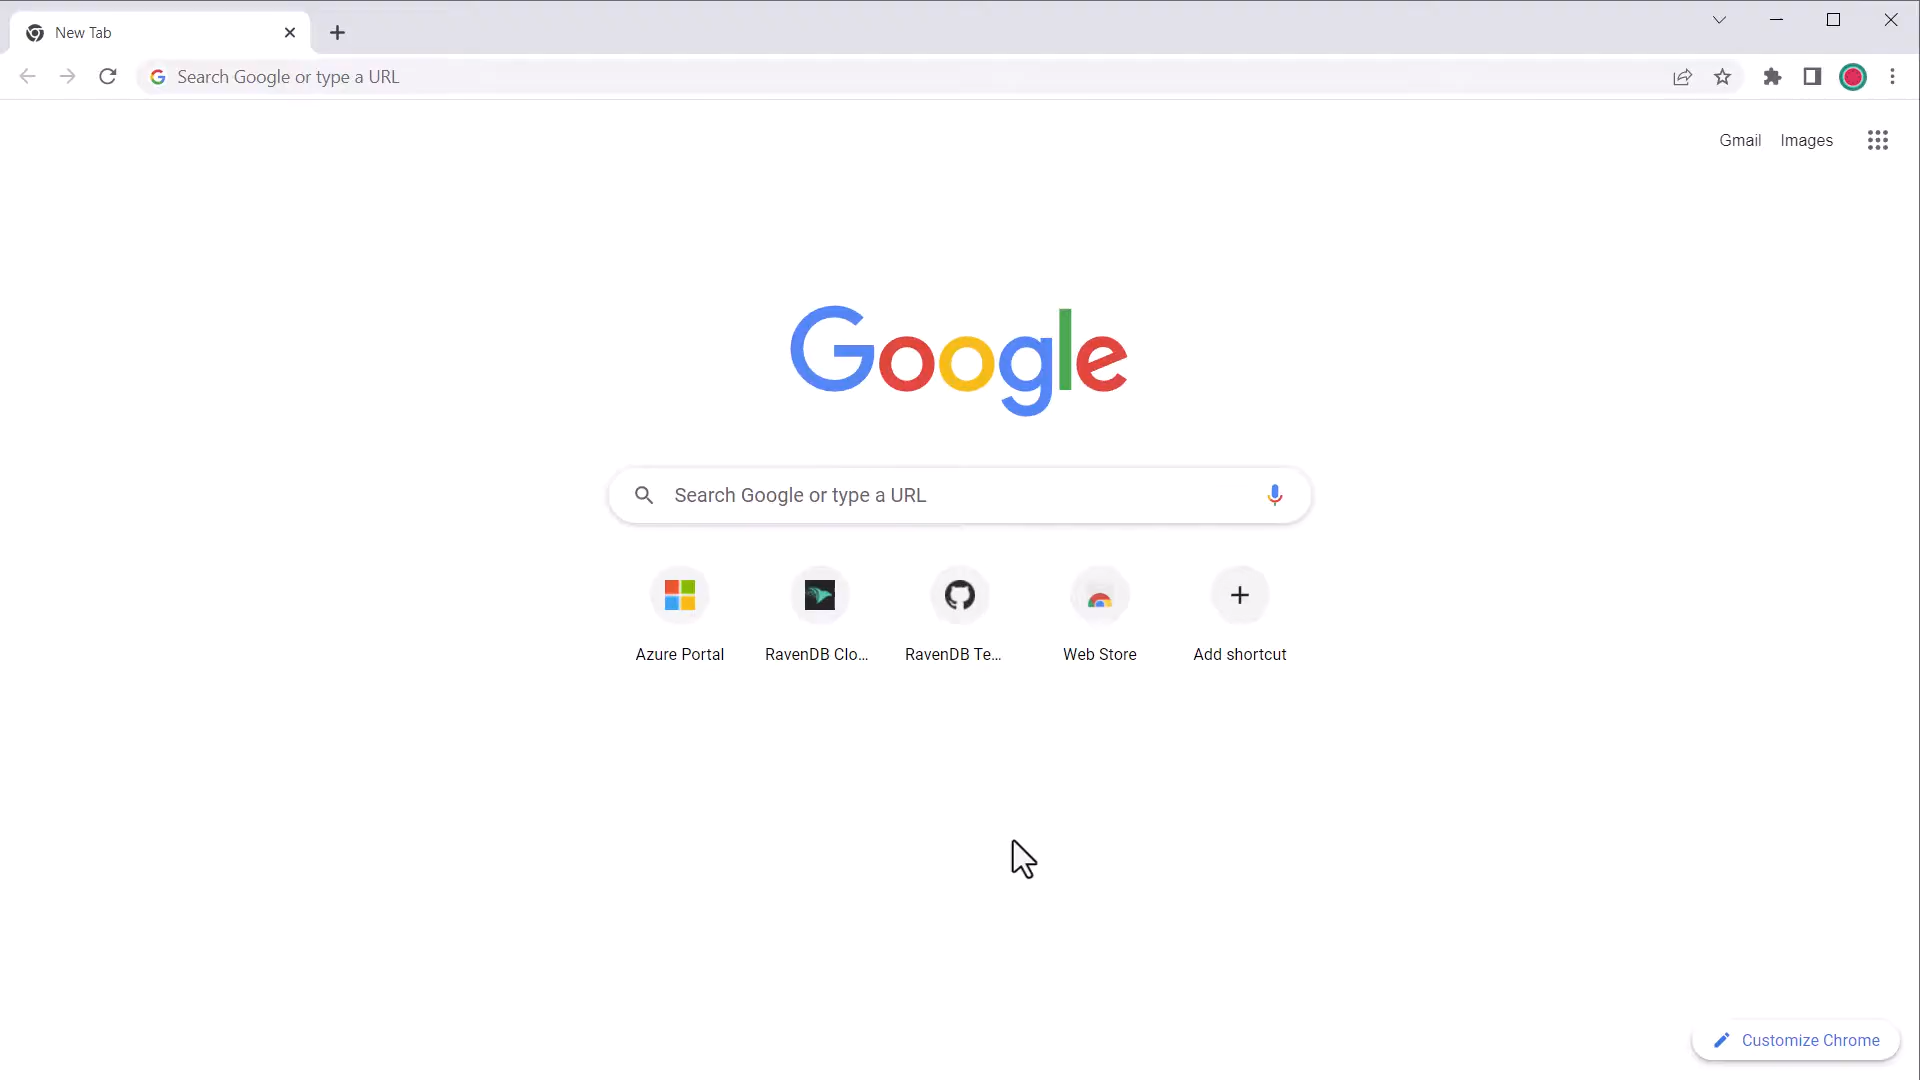 New Tab
Search Google or type a URL
Gmail Images
Google
Search Google or type a URL
Azure Portal RavenDB Clo... RavenDB Te... Web Store Add shortcut
Customize Chrome